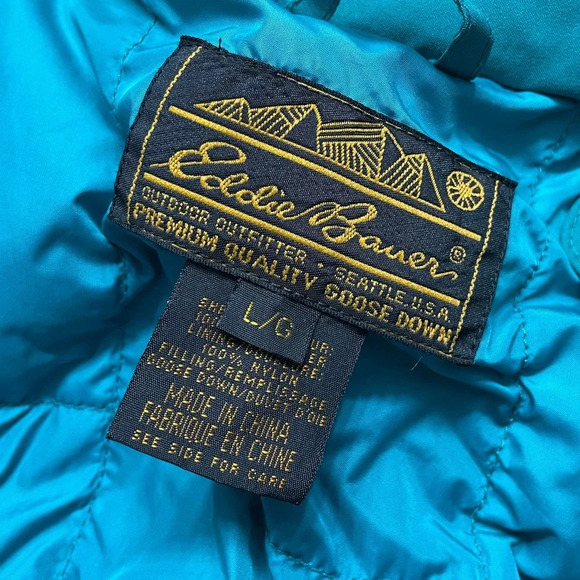 Eddie Bauer®
OUTDOOR OUTFITTER • SEATTLE, U.S.A.
PREMIUM QUALITY GOOSE DOWN
L/G
100% NYLON
FILLING/REMPLISSAGE
GOOSE DOWN/DUVET D'OIE
MADE IN CHINA
FABRIQUE EN CHINE
SEE SIDE FOR CARE